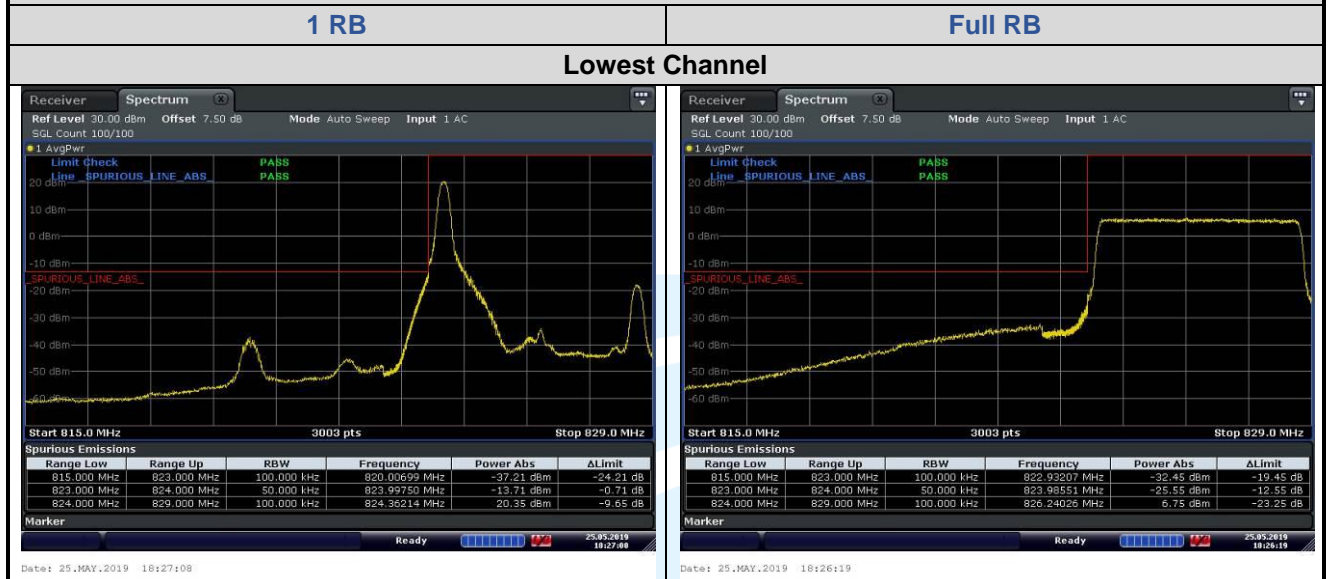 1 RB
Full RB
Lowest Channel
Receiver Spectrum X
Ref Level 30.00 dBm Offset 7.50 dB Mode Auto Sweep Input 1 AC
SGL Count 100/100
1 AvgPwr
Limit Check PASS
Line _SPURIOUS_LINE_ABS_ PASS
20 dBm
10 dBm
0 dBm
-10 dBm
_SPURIOUS_LINE_ABS_
-20 dBm
-30 dBm
-40 dBm
-50 dBm
-60 dBm
Start 815.0 MHz 3003 pts Stop 829.0 MHz
Spurious Emissions
Range Low Range Up RBW Frequency Power Abs ΔLimit
815.000 MHz 823.000 MHz 100.000 kHz 820.00699 MHz -37.21 dBm -24.21 dB
823.000 MHz 824.000 MHz 50.000 kHz 823.99750 MHz -13.71 dBm -0.71 dB
824.000 MHz 829.000 MHz 100.000 kHz 824.36214 MHz 20.35 dBm -9.65 dB
Marker
Ready 25.05.2019
18:27:08
Date: 25.MAY.2019 18:27:08
Receiver Spectrum X
Ref Level 30.00 dBm Offset 7.50 dB Mode Auto Sweep Input 1 AC
SGL Count 100/100
1 AvgPwr
Limit Check PASS
Line _SPURIOUS_LINE_ABS_ PASS
20 dBm
10 dBm
0 dBm
-10 dBm
_SPURIOUS_LINE_ABS_
-20 dBm
-30 dBm
-40 dBm
-50 dBm
-60 dBm
Start 815.0 MHz 3003 pts Stop 829.0 MHz
Spurious Emissions
Range Low Range Up RBW Frequency Power Abs ΔLimit
815.000 MHz 823.000 MHz 100.000 kHz 822.93207 MHz -32.45 dBm -19.45 dB
823.000 MHz 824.000 MHz 50.000 kHz 823.98551 MHz -25.55 dBm -12.55 dB
824.000 MHz 829.000 MHz 100.000 kHz 826.24026 MHz 6.75 dBm -23.25 dB
Marker
Ready 25.05.2019
18:26:19
Date: 25.MAY.2019 18:26:19